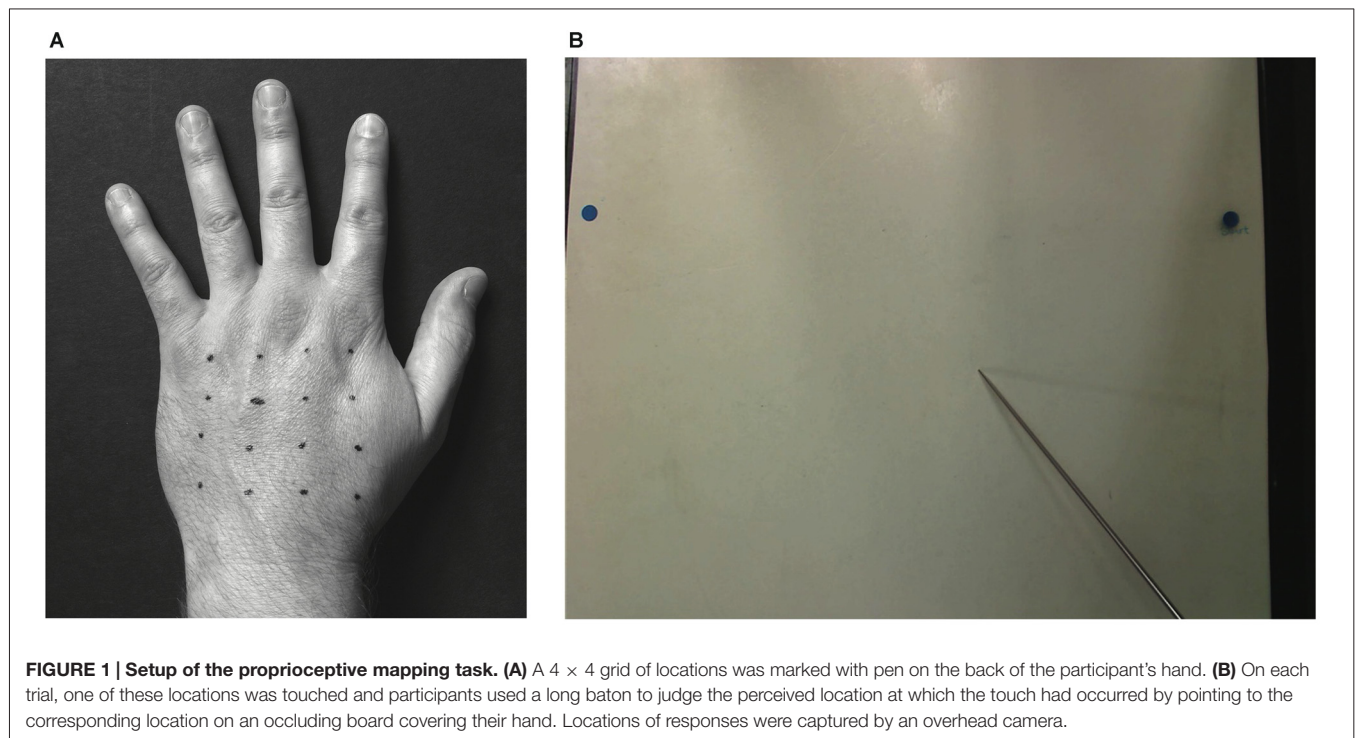 A
B
Start
FIGURE 1 | Setup of the proprioceptive mapping task. (A) A 4 × 4 grid of locations was marked with pen on the back of the participant's hand. (B) On each
trial, one of these locations was touched and participants used a long baton to judge the perceived location at which the touch had occurred by pointing to the
corresponding location on an occluding board covering their hand. Locations of responses were captured by an overhead camera.